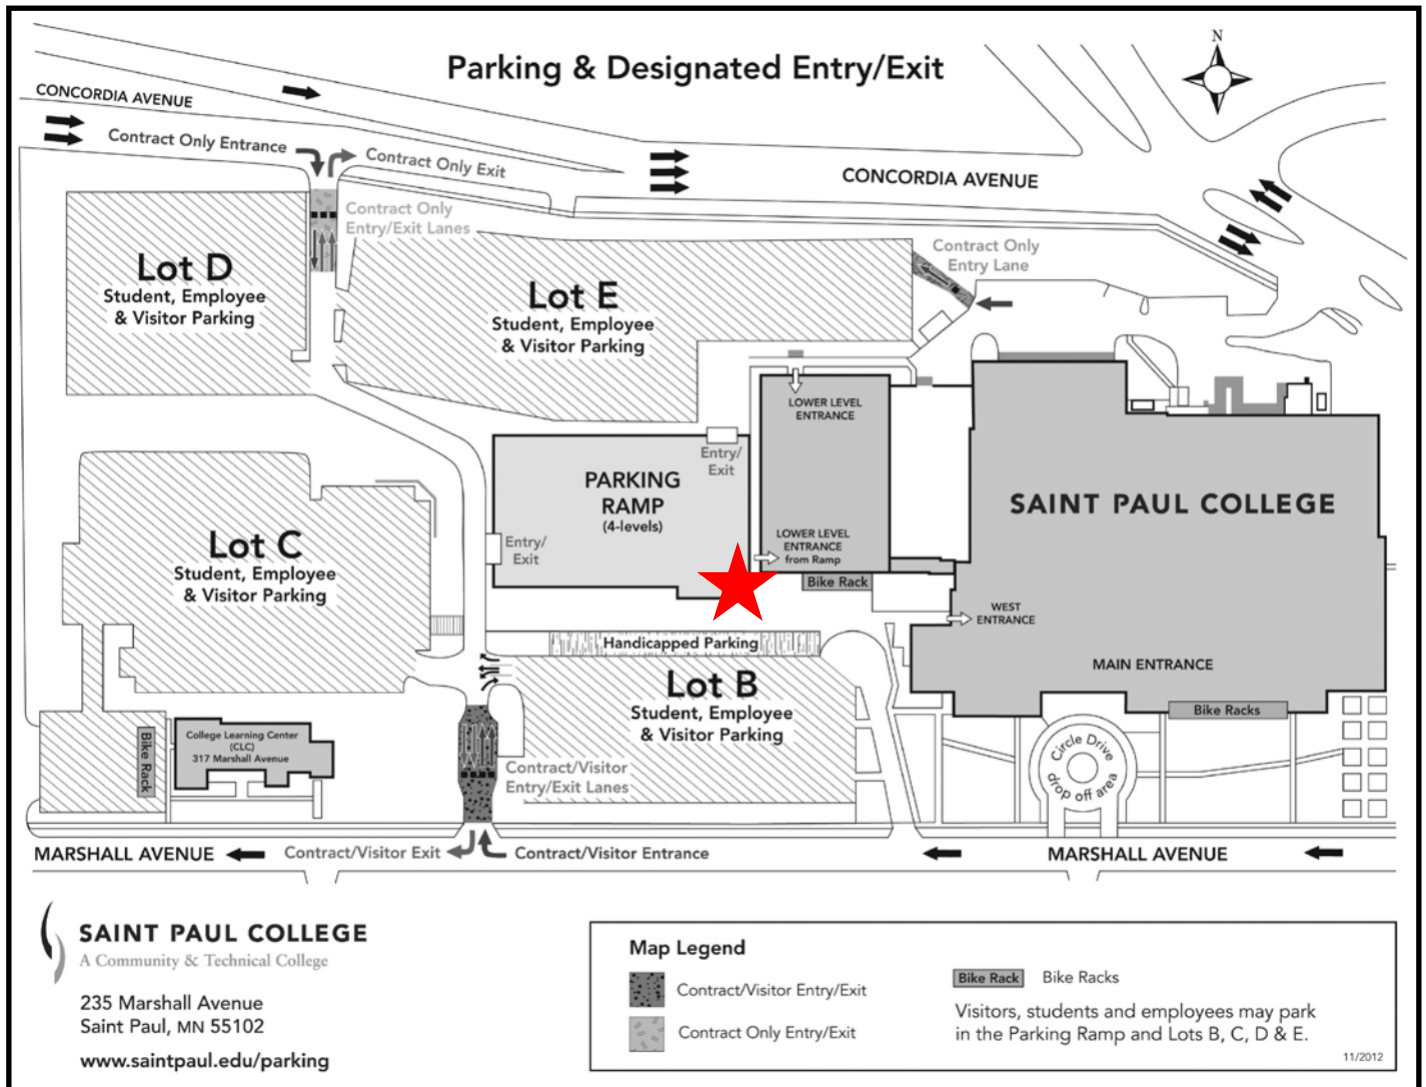 Parking & Designated Entry/Exit
N
CONCORDIA AVENUE
Contract Only Entrance
Contract Only Exit
CONCORDIA AVENUE
Contract Only
Entry/Exit Lanes
Contract Only
Entry Lane
Lot D
Student, Employee
& Visitor Parking
Lot E
Student, Employee
& Visitor Parking
LOWER LEVEL
ENTRANCE
Entry/
Exit
PARKING
RAMP
(4-levels)
SAINT PAUL COLLEGE
Lot C
Student, Employee
& Visitor Parking
Entry/
Exit
LOWER LEVEL
ENTRANCE
from Ramp
Bike Rack
WEST
ENTRANCE
Handicapped Parking
MAIN ENTRANCE
Lot B
Student, Employee
& Visitor Parking
Bike Racks
Bike Rack
College Learning Center
(CLC)
317 Marshall Avenue
Circle Drive
drop off area
Contract/Visitor
Entry/Exit Lanes
MARSHALL AVENUE
Contract/Visitor Exit
Contract/Visitor Entrance
MARSHALL AVENUE
SAINT PAUL COLLEGE
A Community & Technical College
235 Marshall Avenue
Saint Paul, MN 55102
www.saintpaul.edu/parking
Map Legend
Contract/Visitor Entry/Exit
Contract Only Entry/Exit
Bike Rack
Bike Racks
Visitors, students and employees may park
in the Parking Ramp and Lots B, C, D & E.
11/2012